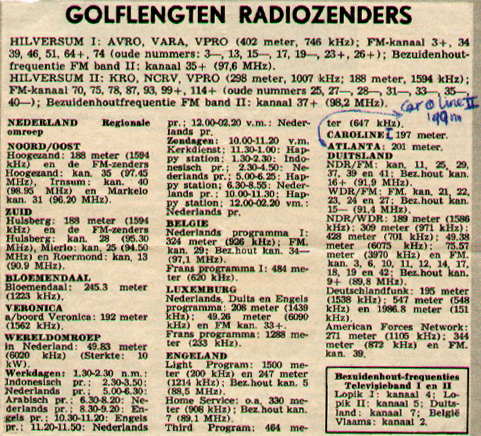 GOLFLENGTEN RADIOZENDERS
HILVERSUM I: AVRO, VARA, VPRO (402 meter, 746 kHz); FM-kanaal 3+, 34
39, 46, 51, 64+, 74 (oude nummers: 3—, 13, 15—, 17, 19—, 23+, 26+); Bezuidenhout-
frequentie FM band II: kanaal 35+ (97,6 MHz).
HILVERSUM II: KRO, NCRV, VPRO (298 meter, 1007 kHz; 188 meter, 1594 kHz);
FM-kanaal 70, 75, 78, 87, 93, 99+, 114+ (oude nummers 25, 27—, 28—, 31—, 33—, 35—
40—); Bezuidenhoutfrequentie FM band II: kanaal 37+ (98,2 MHz).
caroline II
199m
NEDERLAND Regionale
omroep
NOORD/OOST
Hoogezand: 188 meter (1594
kHz) en de FM-zenders
Hoogezand: kan. 35 (97.45
MHz), Irnsum: kan. 40
(98.95 MHz) en Markelo
kan. 31 (96.20 MHz).
ZUID
Hulsberg: 188 meter (1594
kHz) en de FM-zenders
Hulsberg: kan. 28 (95.30
MHz), Mierlo: kan. 25 (94.50
MHz) en Roermond: kan. 13
(90.9 MHz).
BLOEMENDAAL
Bloemendaal: 245.3 meter
(1223 kHz).
VERONICA
a/boord Veronica: 192 meter
(1562 kHz).
WERELDOMROEP
in Nederland: 49.83 meter
(6020 kHz) (Sterkte: 10
kW).
Werkdagen: 1.30-2.30 n.m.:
Indonesisch pr.; 2.30-3.50:
Nederlands pr.; 5.00-6.30:
Arabisch pr.; 6.30-8.20: Ne-
derlands pr.; 8.30-9.20: En-
gels pr.; 10.30-11.20: Engels
pr.; 11.20-11.50: Nederlands
pr.; 12.00-02.20 v.m.: Neder-
lands pr.
Zondagen: 10.00-11.20 v.m.
Kerkdienst; 11.30-1.00: Hap-
py station; 1.30-2.30: Indo-
nesisch pr.; 2.30-4.50: Ne-
derlands pr.; 5.00-6.25: Hap-
py station; 6.30-8.55: Neder-
lands pr.; 10.00-11.30: Hap-
py station; 12.00-02.20 v.m.
Nederlands pr.
BELGIE
Nederlands programma I:
324 meter (926 kHz); FM.
kan. 29; Bez.hout kan. 34—
(97,1 MHz).
Frans programma I: 484 me-
ter (620 kHz).
LUXEMBURG
Nederlands, Duits en Engels
programma: 208 meter (1439
kHz); 49.26 meter (6090
kHz) en FM kan. 33+.
Frans programma: 1288 me-
ter (233 kHz).
ENGELAND
Light Program: 1500 me-
ter (200 kHz) en 247 meter
(1214 kHz); Bez.hout kan. 5
(88,5 MHz).
Home Service: o.a. 330 me-
ter (908 kHz); Bez.hout kan.
7 (89,1 MHz).
Third Program: 464 me-
ter (647 kHz).
CAROLINE: I 197 meter.
ATLANTA: 201 meter.
DUITSLAND
NDR/FM: kan. 11, 25, 29,
37, 39 en 41; Bez.hout kan.
16+ (91,9 MHz).
WDR/FM: FM kan. 21, 22,
23, 24 en 27; Bez.hout kan.
15— (91,4 MHz).
NDR/WDR: 189 meter (1586
kHz); 309 meter (971 kHz);
428 meter (701 kHz); 49.38
meter (6075 kHz); 75.57
meter (3970 kHz) en FM
kan. 3, 6, 10, 11, 12, 14, 17,
18, 19 en 42; Bez.hout kan.
9+ (89,8 MHz).
Deutschlandfunk: 195 meter
(1538 kHz); 547 meter (548
kHz) en 1986.8 meter (151
kHz).
American Forces Network:
271 meter (1105 kHz); 344
meter (872 kHz) en FM.
kan. 39.
Bezuidenhout-frequenties
Televisieband I en II
Lopik I: kanaal 4; Lo-
pik II: kanaal 5; Duits-
land: kanaal 7; België
Vlaams: kanaal 2.